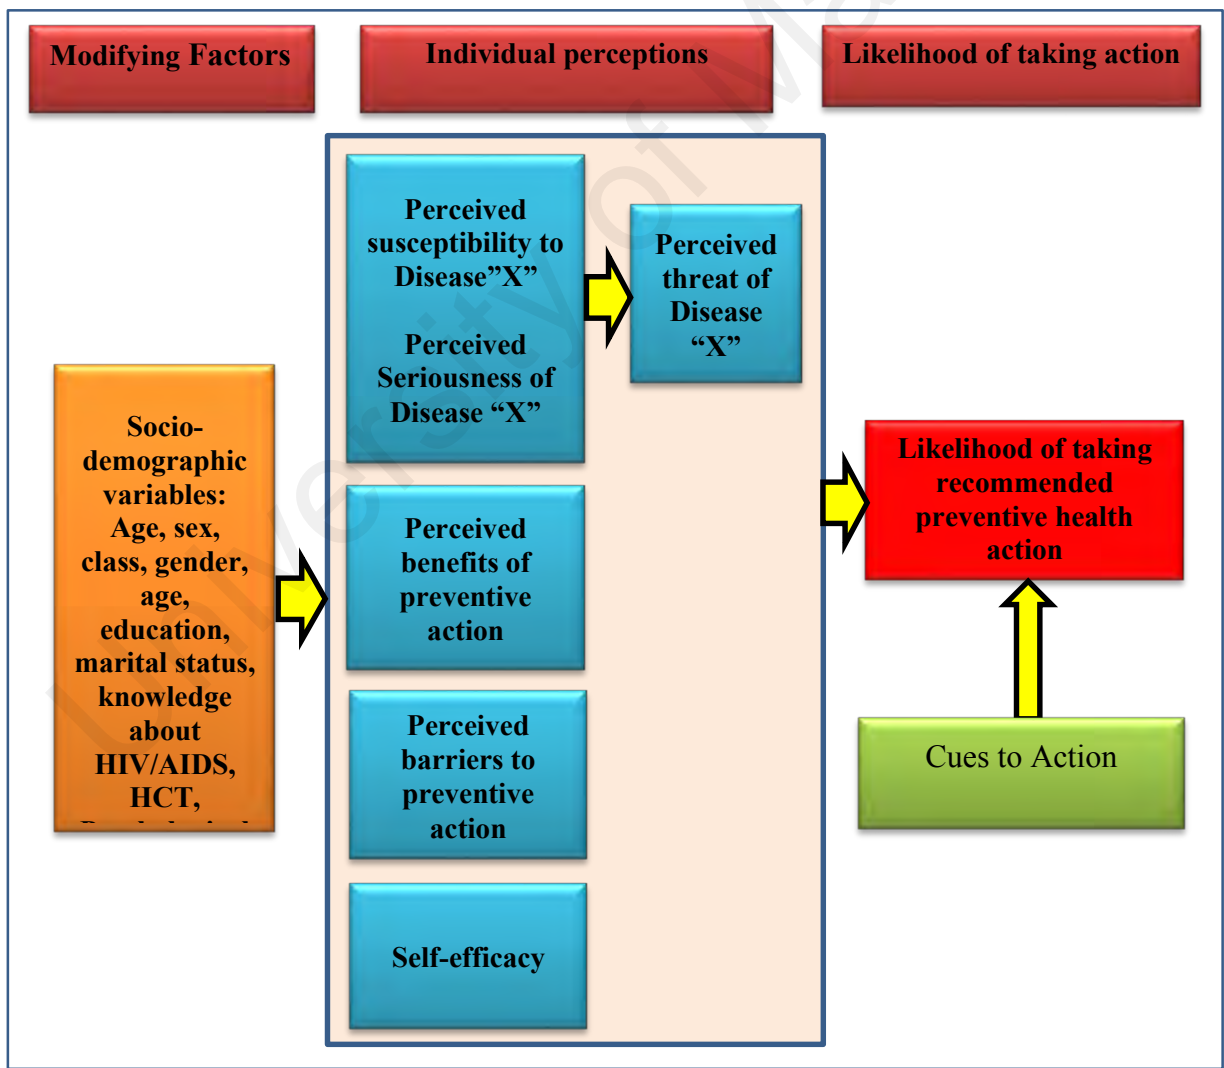 Modifying Factors
Individual perceptions
Likelihood of taking action
Perceived
susceptibility to
Disease”X”
Perceived
Seriousness of
Disease “X”
Perceived
threat of
Disease
“X”
Socio-
demographic
variables:
Age, sex,
class, gender,
age,
education,
marital status,
knowledge
about
HIV/AIDS,
HCT,
Perceived
benefits of
preventive
action
Perceived
barriers to
preventive
action
Self-efficacy
Likelihood of taking
recommended
preventive health
action
Cues to Action
University of Ma